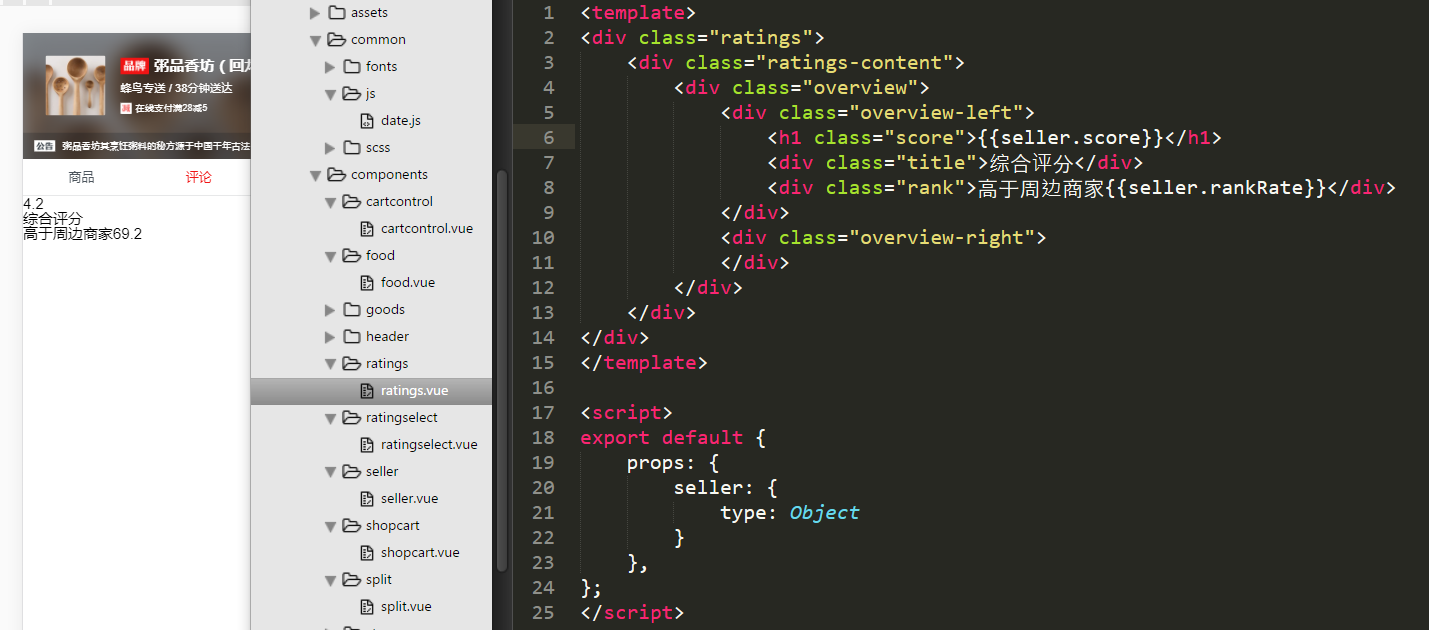 品牌 粥品香坊（回龙
蜂鸟专送 / 38分钟送达
减 在线支付满28减5
公告 粥品香坊其烹饪粥料的秘方源于中国千年古法
商品 评论
4.2
综合评分
高于周边商家69.2
assets
common
fonts
js
date.js
scss
components
cartcontrol
cartcontrol.vue
food
food.vue
goods
header
ratings
ratings.vue
ratingselect
ratingselect.vue
seller
seller.vue
shopcart
shopcart.vue
split
split.vue
1 <template>
2 <div class="ratings">
3 <div class="ratings-content">
4 <div class="overview">
5 <div class="overview-left">
6 <h1 class="score">{{seller.score}}</h1>
7 <div class="title">综合评分</div>
8 <div class="rank">高于周边商家{{seller.rankRate}}</div>
9 </div>
10 <div class="overview-right">
11 </div>
12 </div>
13 </div>
14 </div>
15 </template>
16
17 <script>
18 export default {
19 props: {
20 seller: {
21 type: Object
22 }
23 },
24 };
25 </script>